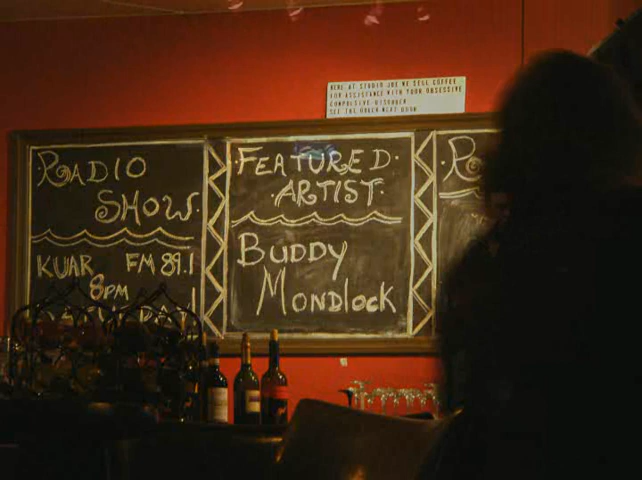 HERE AT STUDIO JOE WE SELL COFFEE
FOR ASSISTANCE WITH YOUR OBSESSIVE
COMPULSIVE DISORDER
SEE THE GREEK NEXT DOOR
RADIO
SHOW.
KUAR FM 89.1
8PM
FEATURED
ARTIST
BUDDY
MONDLOCK